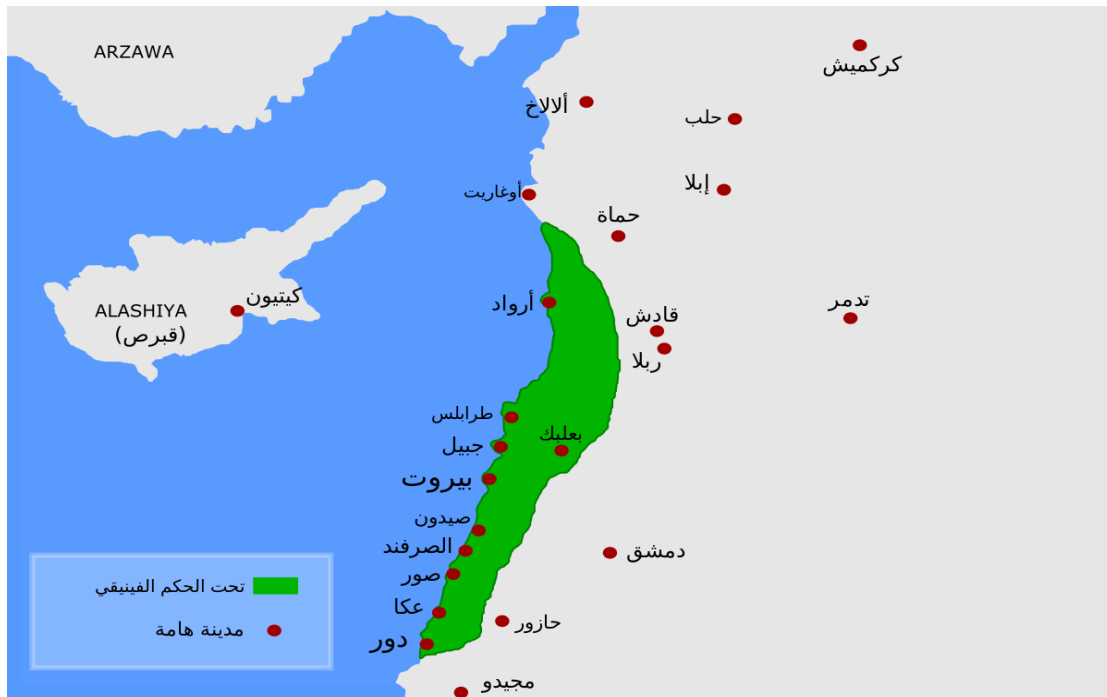 ARZAWA
كركميش
ألالاخ
حلب
إبلا
أوغاريت
حماة
كيتيون
ALASHIYA
(قبرص)
أرواد
تدمر
قادش
ربلا
طرابلس
بعلبك
جبيل
بيروت
صيدون
الصرفند
دمشق
صور
عكا
حازور
دور
مجيدو
تحت الحكم الفينيقي
مدينة هامة